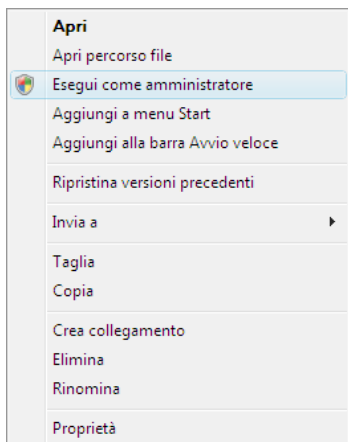 Apri
Apri percorso file
Esegui come amministratore
Aggiungi a menu Start
Aggiungi alla barra Avvio veloce
Ripristina versioni precedenti
Invia a
Taglia
Copia
Crea collegamento
Elimina
Rinomina
Proprietà